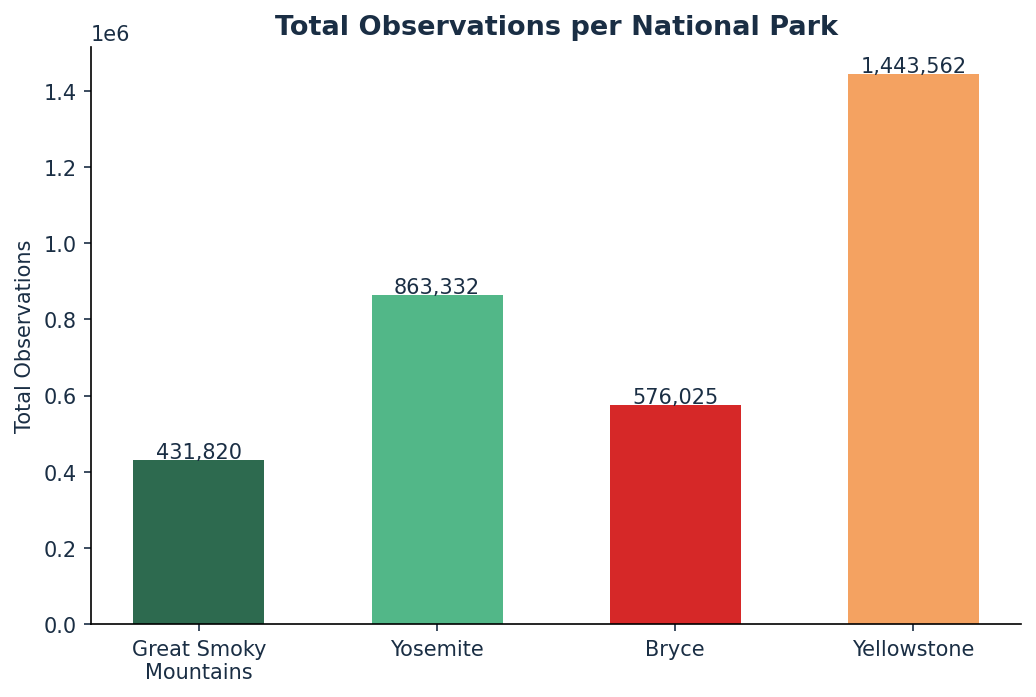 Total Observations per National Park
1e6
Total Observations
1.4
1.2
1.0
0.8
0.6
0.4
0.2
0.0
431,820
863,332
576,025
1,443,562
Great Smoky
Mountains
Yosemite
Bryce
Yellowstone